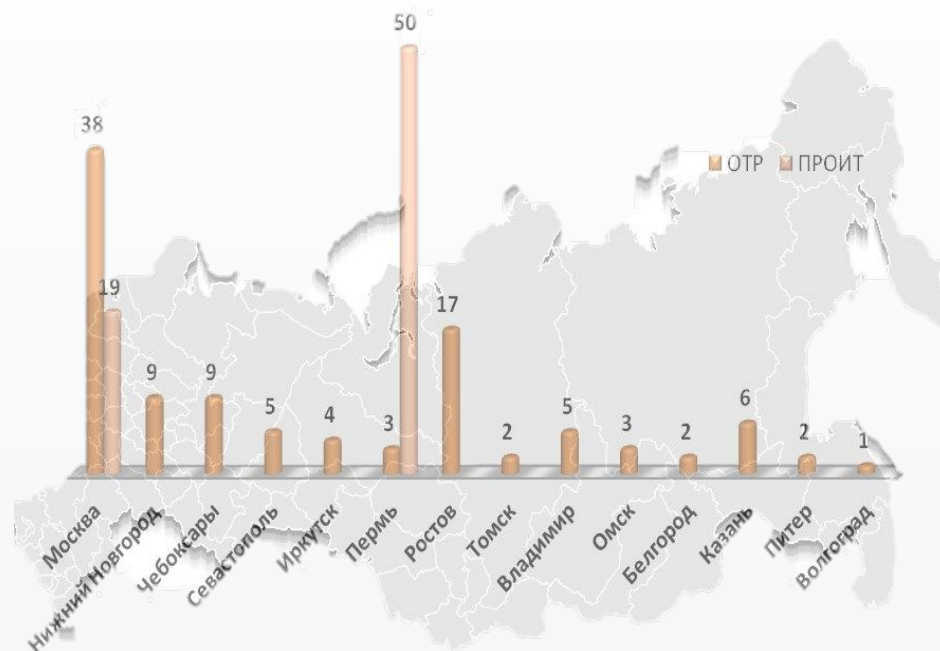 50
38
ОТР ПРОИТ
19
17
9
9
5
4
3
2
5
3
2
6
2
1
Москва
Нижний Новгород
Чебоксары
Севастополь
Иркутск
Пермь
Ростов
Томск
Владимир
Омск
Белгород
Казань
Питер
Волгоград